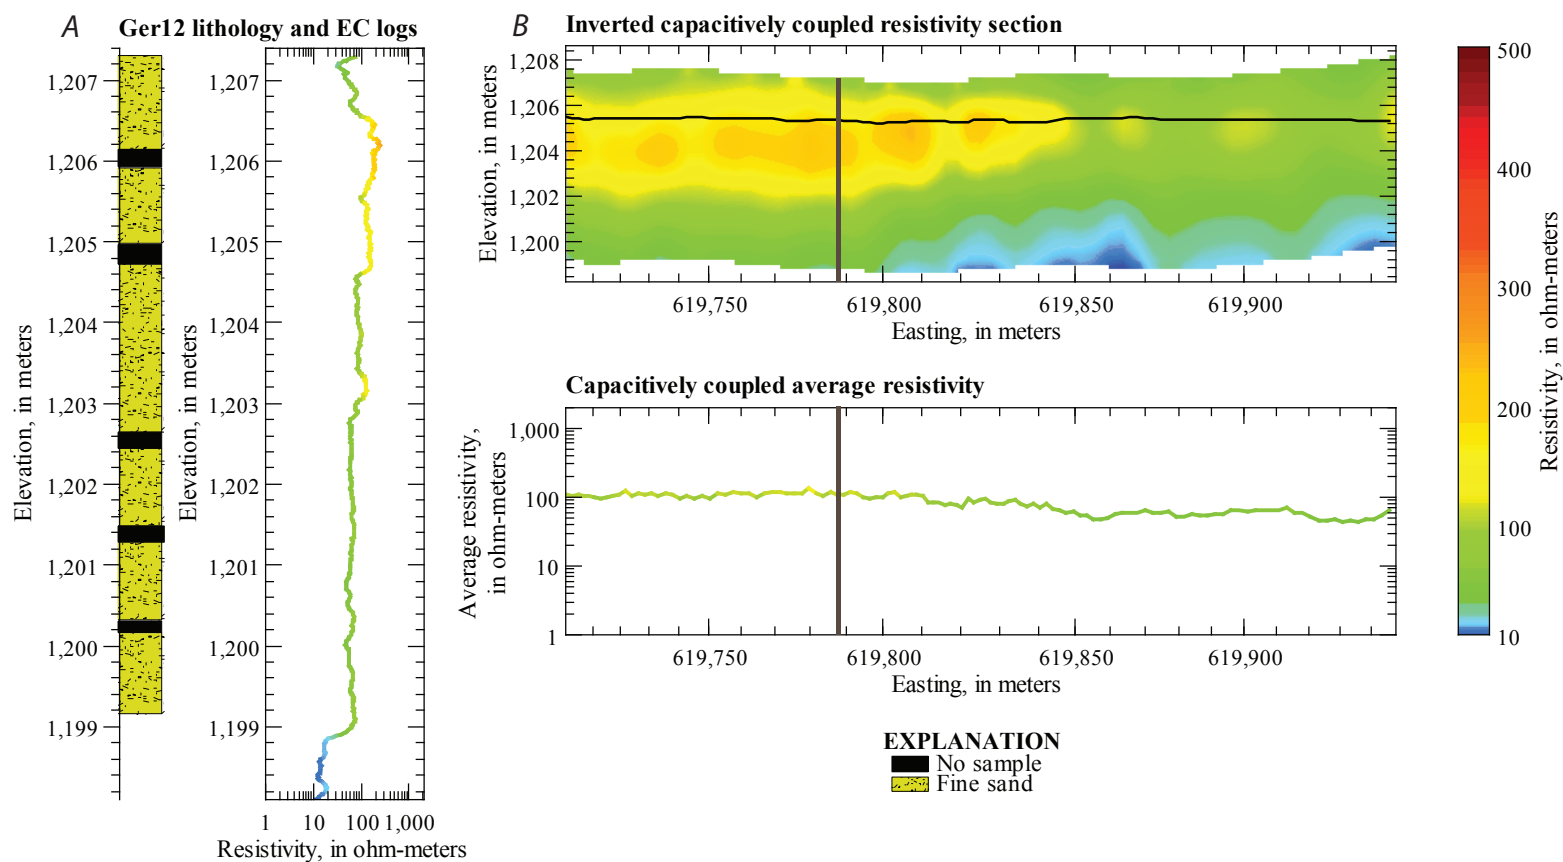 A
Ger12 lithology and EC logs
Elevation, in meters
1,207
1,206
1,205
1,204
1,203
1,202
1,201
1,200
1,199
Elevation, in meters
1,207
1,206
1,205
1,204
1,203
1,202
1,201
1,200
1,199
1 10 100 1,000
Resistivity, in ohm-meters
B
Inverted capacitively coupled resistivity section
Elevation, in meters
1,208
1,206
1,204
1,202
1,200
619,750 619,800 619,850 619,900
Easting, in meters
Capacitively coupled average resistivity
Average resistivity,
in ohm-meters
1,000
100
10
1
619,750 619,800 619,850 619,900
Easting, in meters
EXPLANATION
No sample
Fine sand
500
400
300
200
100
10
Resistivity, in ohm-meters